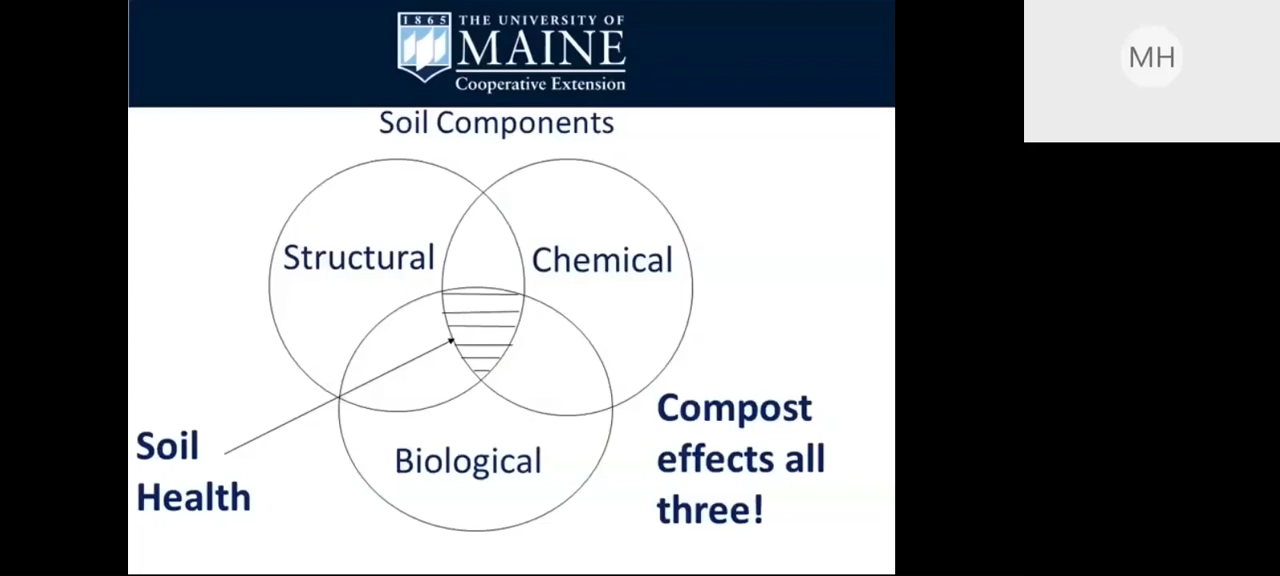 1865
THE UNIVERSITY OF
MAINE
Cooperative Extension
MH
Soil Components
Structural
Chemical
Biological
Soil
Health
Compost
effects all
three!